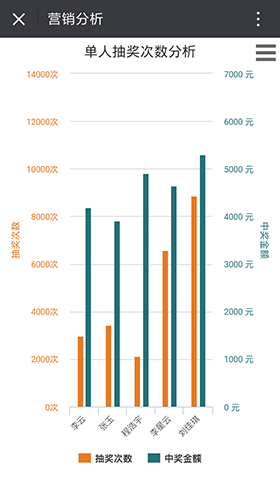 营销分析
单人抽奖次数分析
14000次
12000次
10000次
8000次
6000次
4000次
2000次
0次
抽奖次数
7000 元
6000 元
5000 元
4000 元
3000 元
2000 元
1000 元
0 元
中奖金额
李云
张玉
程浩宇
李星云
刘佳琪
抽奖次数
中奖金额